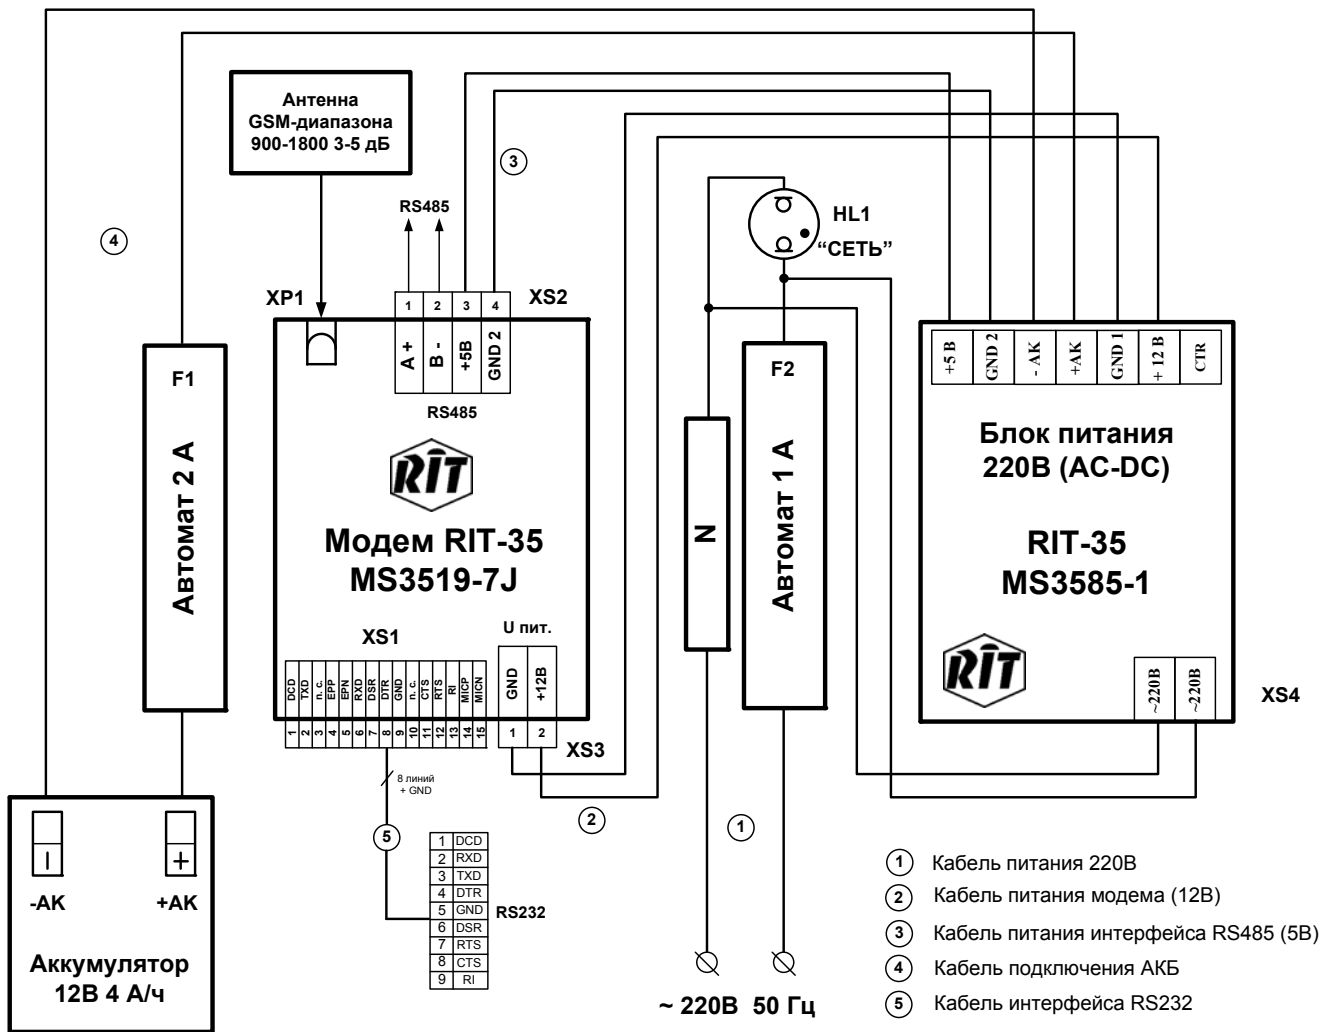 Антенна
GSM-диапазона
900-1800 3-5 дБ
3
RS485
4
HL1
“СЕТЬ”
XP1
1 2 3 4
XS2
A +
B -
+5B
GND 2
RS485
F1
Автомат 2 А
RIT
Модем RIT-35
MS3519-7J
XS1
U пит.
DCD
TXD
n. c.
EPP
EPN
RXD
DSR
DTR
GND
n. c.
CTS
RTS
RI
MICP
MICN
1 2 3 4 5 6 7 8 9 10 11 12 13 14 15
GND
+12В
1 2
XS3
N
F2
Автомат 1 А
+5 В
GND 2
- АК
+АК
GND 1
+ 12 В
CTR
Блок питания
220В (AC-DC)
RIT-35
MS3585-1
RIT
~220В
~220В
XS4
8 линий
+ GND
2
1
5
1 DCD
2 RXD
3 TXD
4 DTR
5 GND
6 DSR
7 RTS
8 CTS
9 RI
RS232
-АК
+АК
Аккумулятор
12В 4 А/ч
~ 220В 50 Гц
1 Кабель питания 220В
2 Кабель питания модема (12В)
3 Кабель питания интерфейса RS485 (5В)
4 Кабель подключения АКБ
5 Кабель интерфейса RS232